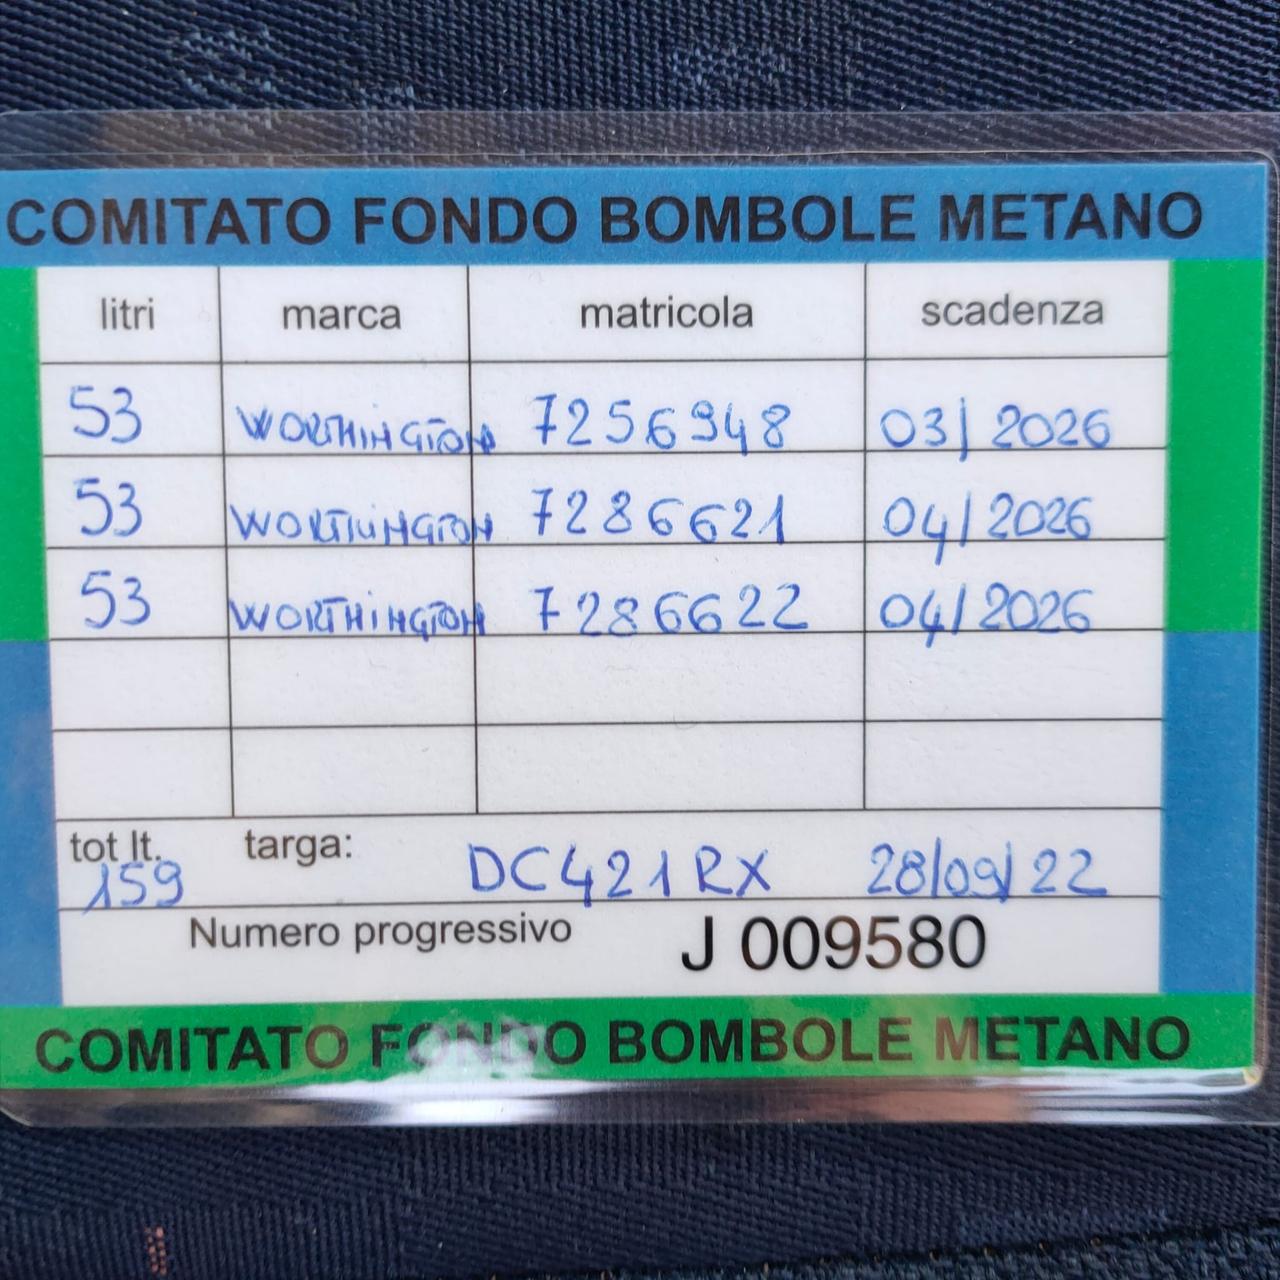 COMITATO FONDO BOMBOLE METANO
litri marca matricola scadenza
53 WORTHINGTON 7256948 03/2026
53 WORTHINGTON 7286621 04/2026
53 WORTHINGTON 7286622 04/2026
tot lt. targa: DC421RX 28/09/22
159
Numero progressivo J 009580
COMITATO FONDO BOMBOLE METANO